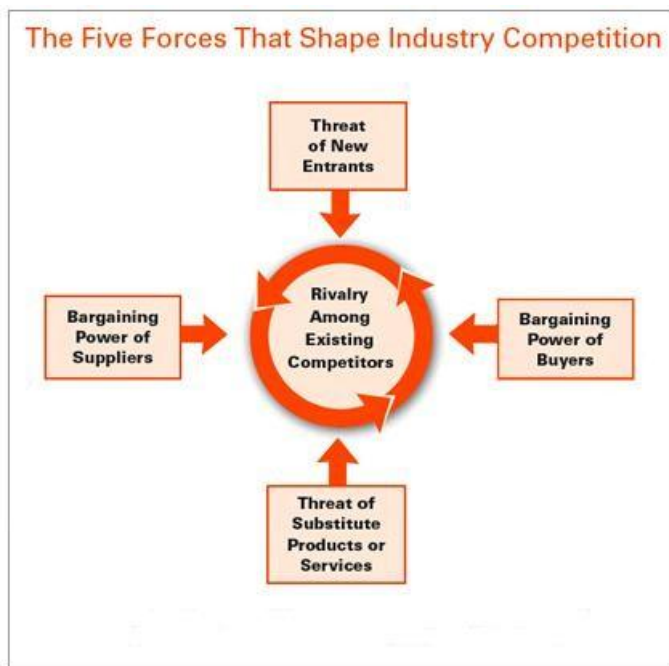 The Five Forces That Shape Industry Competition
Threat
of New
Entrants
Bargaining
Power of
Suppliers
Rivalry
Among
Existing
Competitors
Bargaining
Power of
Buyers
Threat of
Substitute
Products or
Services